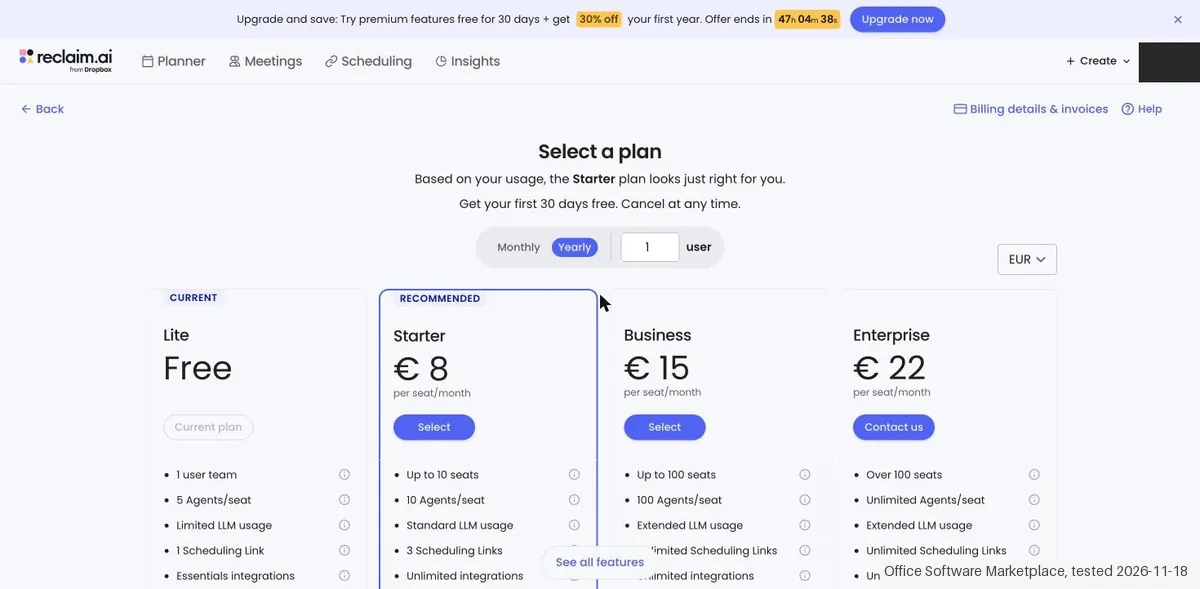 Upgrade and save: Try premium features free for 30 days + get 30% off your first year. Offer ends in 47h 04m 38s Upgrade now
reclaim.ai
from Dropbox
Planner Meetings Scheduling Insights
+ Create
Back
Billing details & invoices Help
Select a plan
Based on your usage, the Starter plan looks just right for you.
Get your first 30 days free. Cancel at any time.
Monthly Yearly 1 user
EUR
CURRENT
Lite
Free
Current plan
• 1 user team
• 5 Agents/seat
• Limited LLM usage
• 1 Scheduling Link
• Essentials integrations
RECOMMENDED
Starter
€ 8
per seat/month
Select
• Up to 10 seats
• 10 Agents/seat
• Standard LLM usage
• 3 Scheduling Links
• Unlimited integrations
Business
€ 15
per seat/month
Select
• Up to 100 seats
• 100 Agents/seat
• Extended LLM usage
Scheduling Links
integrations
Enterprise
€ 22
per seat/month
Contact us
• Over 100 seats
• Unlimited Agents/seat
• Extended LLM usage
• Unlimited Scheduling Links
See all features
Office Software Marketplace, tested 2026-11-18